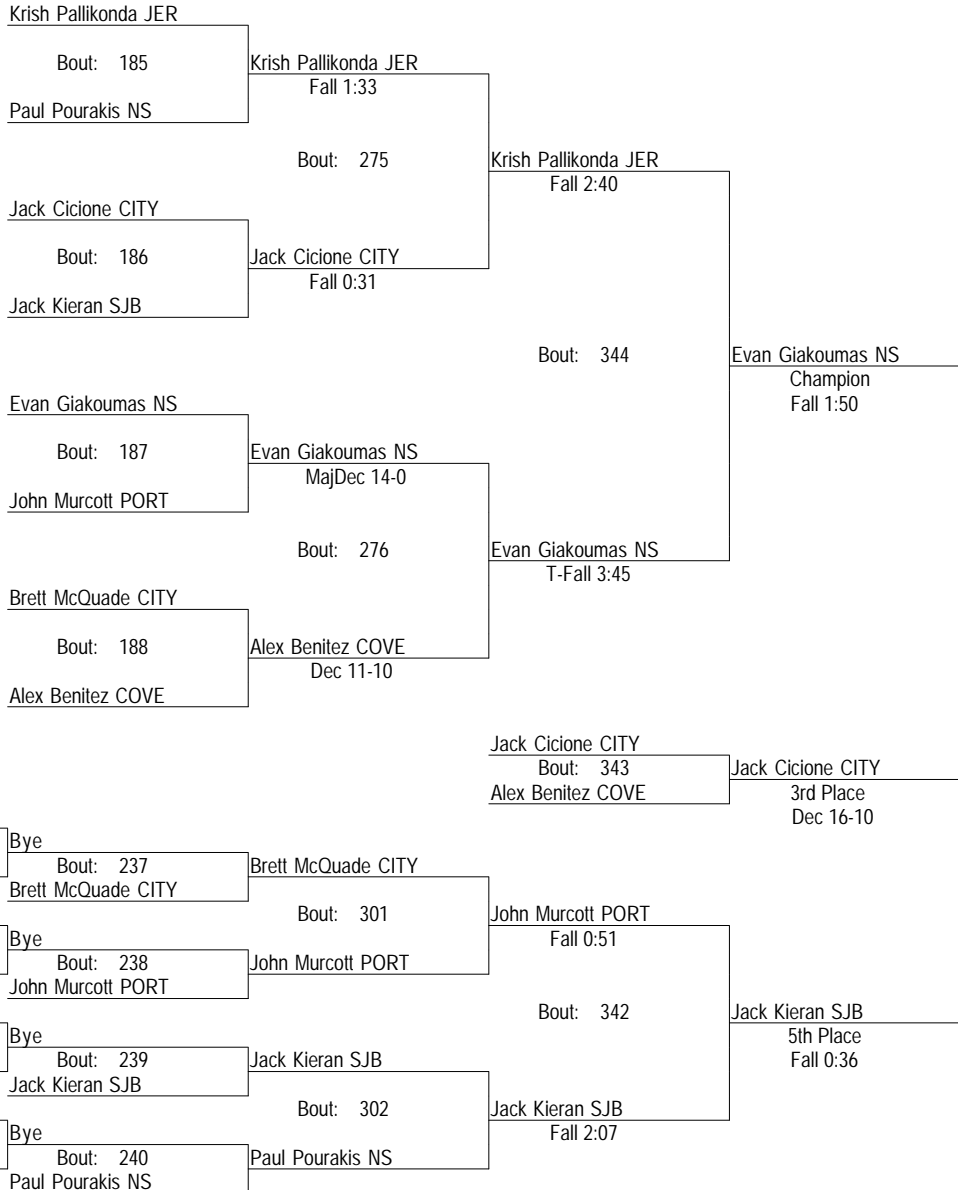 Krish Pallikonda JER
Bout: 185
Krish Pallikonda JER
Fall 1:33
Paul Pourakis NS
Bout: 275
Krish Pallikonda JER
Fall 2:40
Jack Cicione CITY
Bout: 186
Jack Cicione CITY
Fall 0:31
Jack Kieran SJB
Bout: 344
Evan Giakoumas NS
Champion
Fall 1:50
Evan Giakoumas NS
Bout: 187
Evan Giakoumas NS
MajDec 14-0
John Murcott PORT
Bout: 276
Evan Giakoumas NS
T-Fall 3:45
Brett McQuade CITY
Bout: 188
Alex Benitez COVE
Dec 11-10
Alex Benitez COVE
Jack Cicione CITY
Bout: 343
Jack Cicione CITY
Alex Benitez COVE
3rd Place
Dec 16-10
Bye
Bout: 237
Brett McQuade CITY
Brett McQuade CITY
Bout: 301
John Murcott PORT
Fall 0:51
Bye
Bout: 238
John Murcott PORT
John Murcott PORT
Bout: 342
Jack Kieran SJB
5th Place
Fall 0:36
Bye
Bout: 239
Jack Kieran SJB
Jack Kieran SJB
Bout: 302
Jack Kieran SJB
Fall 2:07
Bye
Bout: 240
Paul Pourakis NS
Paul Pourakis NS